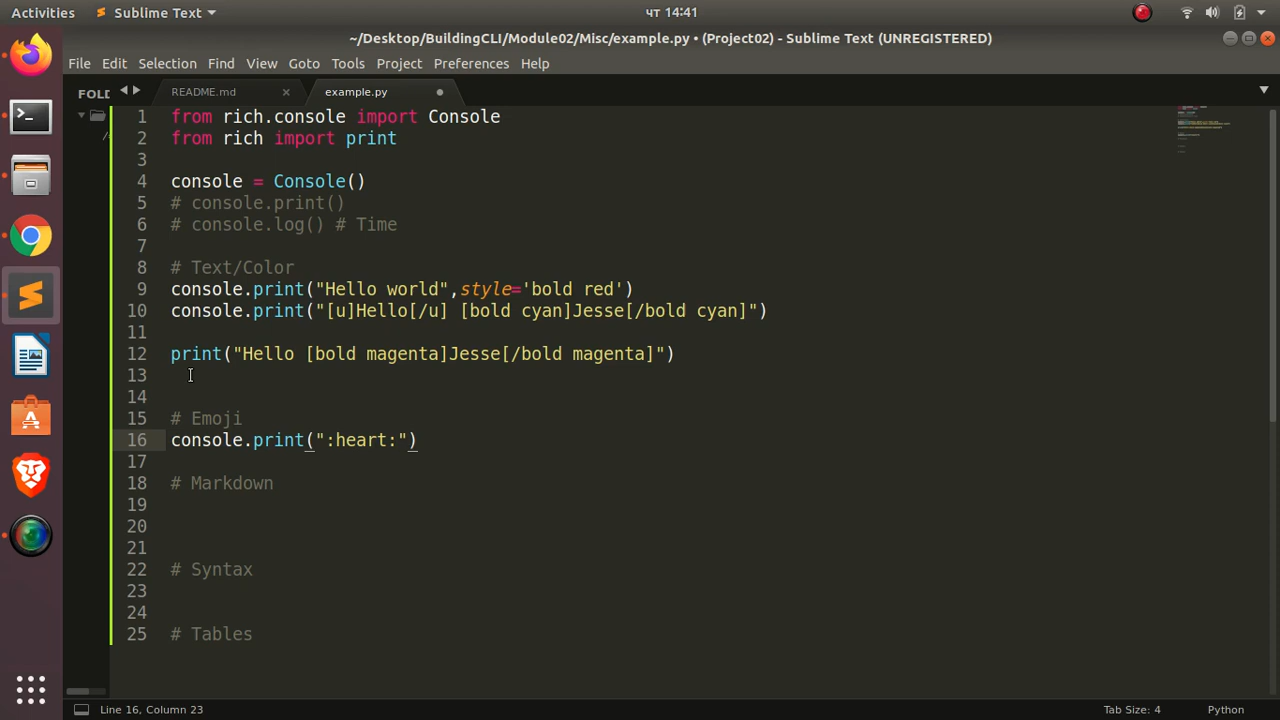 Activities Sublime Text чт 14:41
~/Desktop/BuildingCLI/Module02/Misc/example.py • (Project02) - Sublime Text (UNREGISTERED)
File Edit Selection Find View Goto Tools Project Preferences Help
FOLD README.md example.py
1 from rich.console import Console
2 from rich import print
3
4 console = Console()
5 # console.print()
6 # console.log() # Time
7
8 # Text/Color
9 console.print("Hello world",style='bold red')
10 console.print("[u]Hello[/u] [bold cyan]Jesse[/bold cyan]")
11
12 print("Hello [bold magenta]Jesse[/bold magenta]")
13
14
15 # Emoji
16 console.print(":heart:")
17
18 # Markdown
19
20
21
22 # Syntax
23
24
25 # Tables
Line 16, Column 23 Tab Size: 4 Python